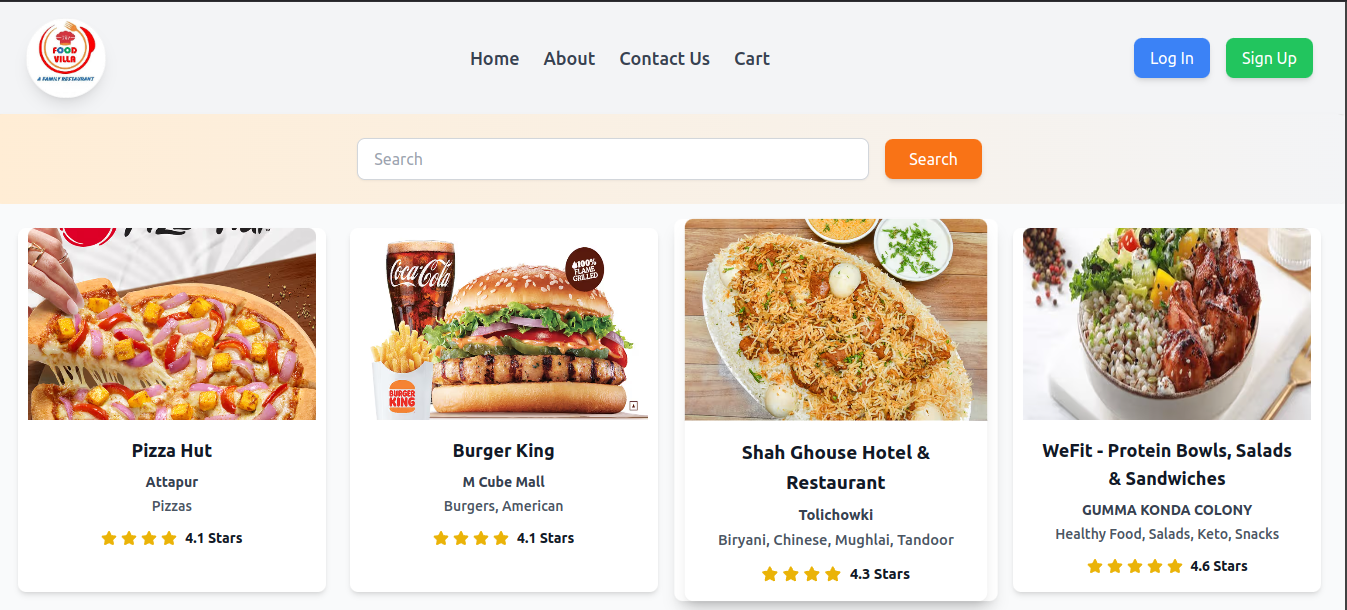 FOOD
VILLA
A FAMILY RESTAURANT
Home About Contact Us Cart
Log In Sign Up
Search Search
Coca-Cola
100%
FLAME
GRILLED
BURGER
KING
Pizza Hut
Attapur
Pizzas
4.1 Stars
Burger King
M Cube Mall
Burgers, American
4.1 Stars
Shah Ghouse Hotel &
Restaurant
Tolichowki
Biryani, Chinese, Mughlai, Tandoor
4.3 Stars
WeFit - Protein Bowls, Salads
& Sandwiches
GUMMA KONDA COLONY
Healthy Food, Salads, Keto, Snacks
4.6 Stars